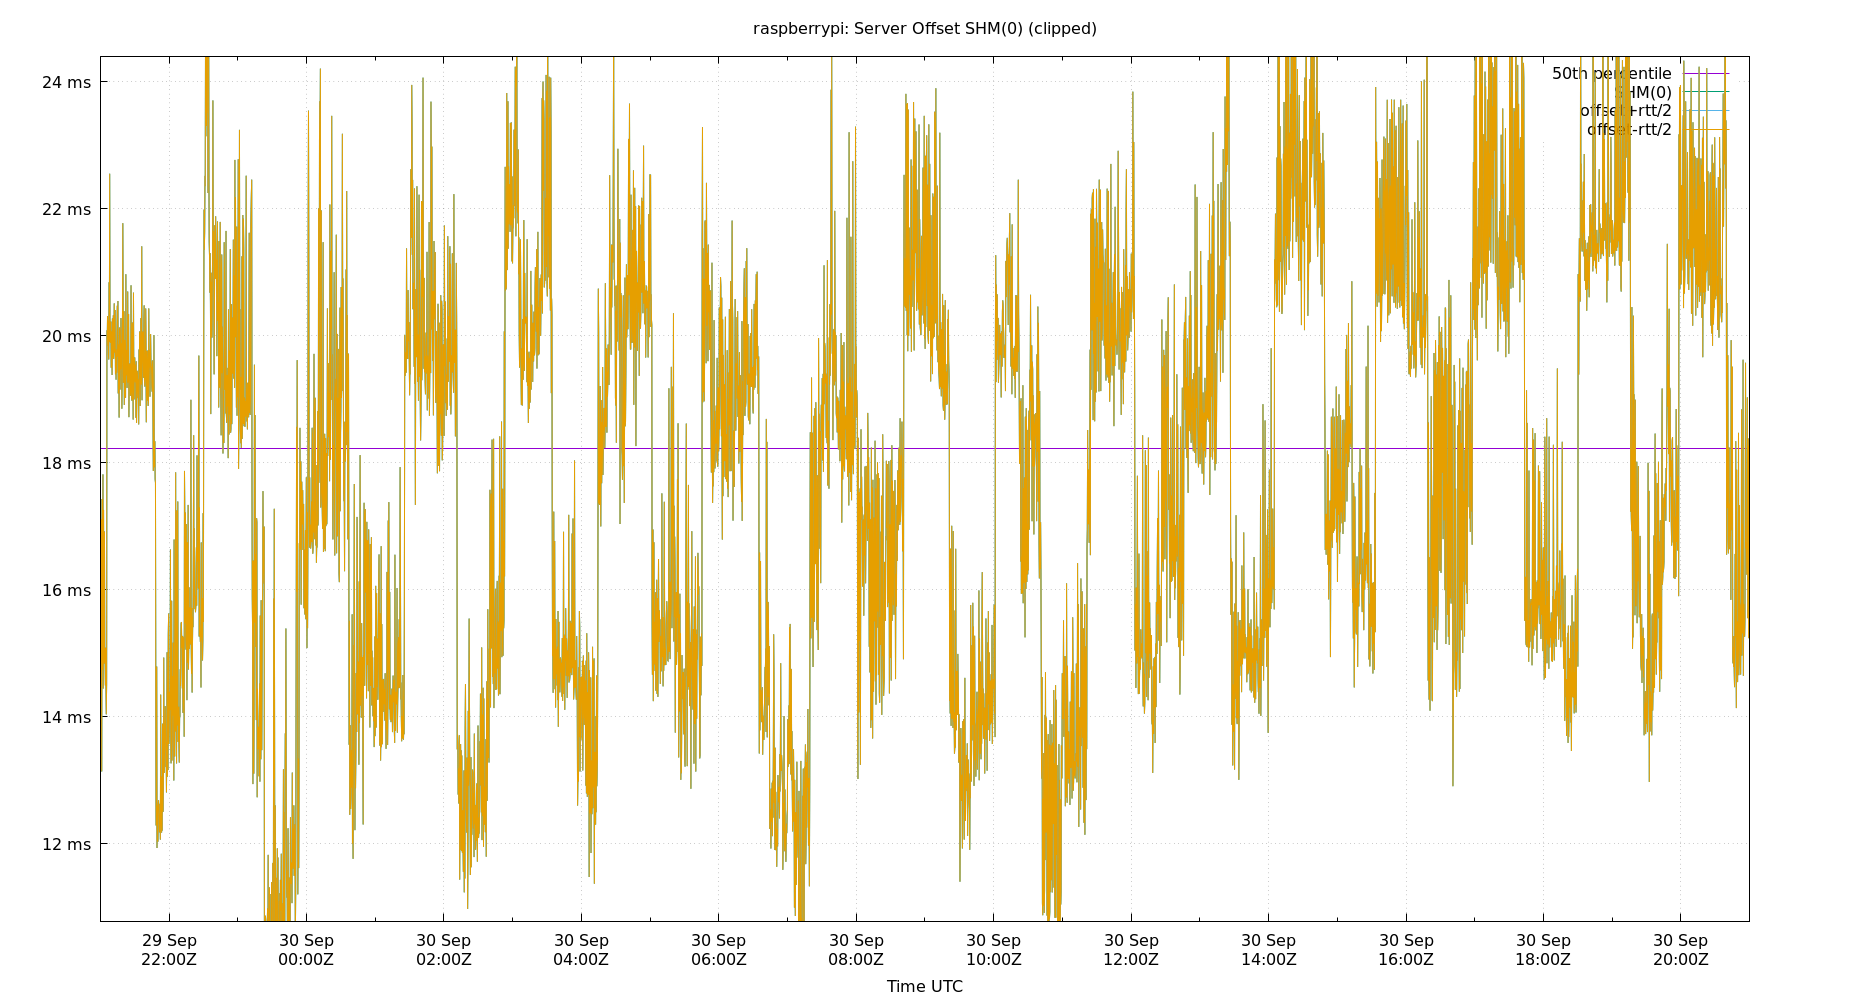 raspberrypi: Server Offset SHM(0) (clipped)
50th percentile
SHM(0)
offset+rtt/2
offset-rtt/2
24 ms
22 ms
20 ms
18 ms
16 ms
14 ms
12 ms
29 Sep 30 Sep 30 Sep 30 Sep 30 Sep 30 Sep 30 Sep 30 Sep 30 Sep 30 Sep 30 Sep 30 Sep
22:00Z 00:00Z 02:00Z 04:00Z 06:00Z 08:00Z 10:00Z 12:00Z 14:00Z 16:00Z 18:00Z 20:00Z
Time UTC